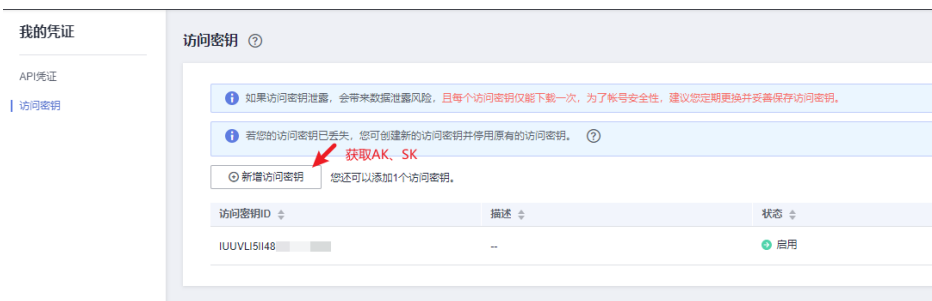 我的凭证
API凭证
访问密钥
访问密钥 ?
如果访问密钥泄露，会带来数据泄露风险，且每个访问密钥仅能下载一次，为了帐号安全性，建议您定期更换并妥善保存访问密钥。
若您的访问密钥已丢失，您可创建新的访问密钥并停用原有的访问密钥。 ?
获取AK、SK
新增访问密钥 您还可以添加1个访问密钥。
访问密钥ID 描述 状态
IUUVLI5II48 -- 启用